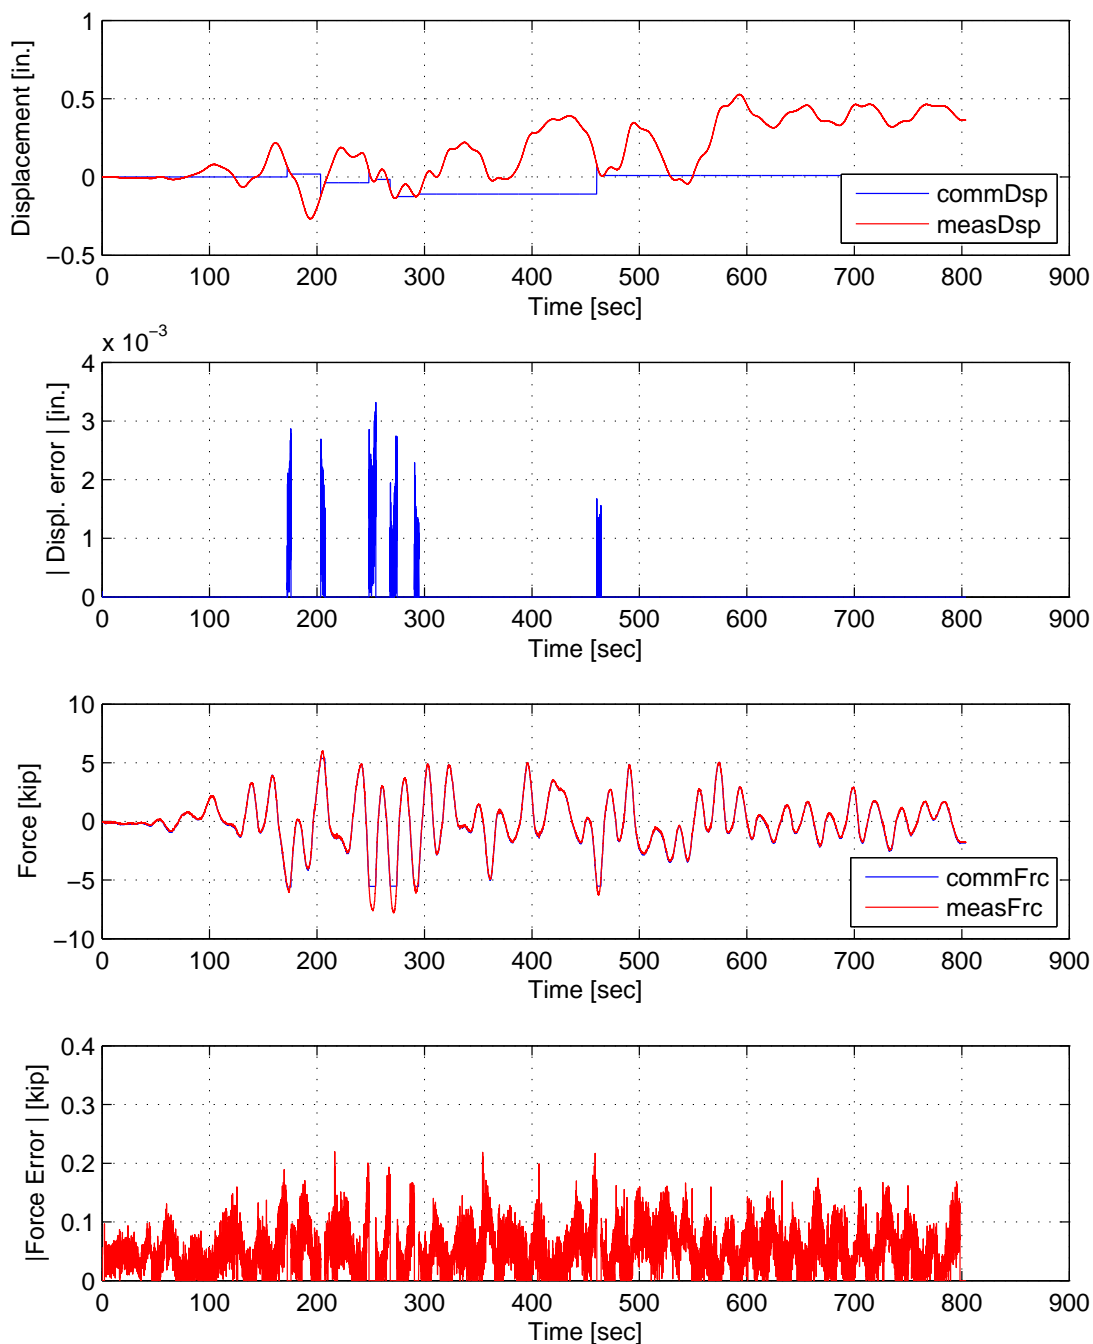 1
0.5
0
−0.5
Displacement [in.]
commDsp
measDsp
0 100 200 300 400 500 600 700 800 900
Time [sec]
x 10−3
4
3
2
1
0
| Displ. error | [in.]
0 100 200 300 400 500 600 700 800 900
Time [sec]
10
5
0
−5
−10
Force [kip]
commFrc
measFrc
0 100 200 300 400 500 600 700 800 900
Time [sec]
0.4
0.3
0.2
0.1
0
|Force Error | [kip]
0 100 200 300 400 500 600 700 800 900
Time [sec]